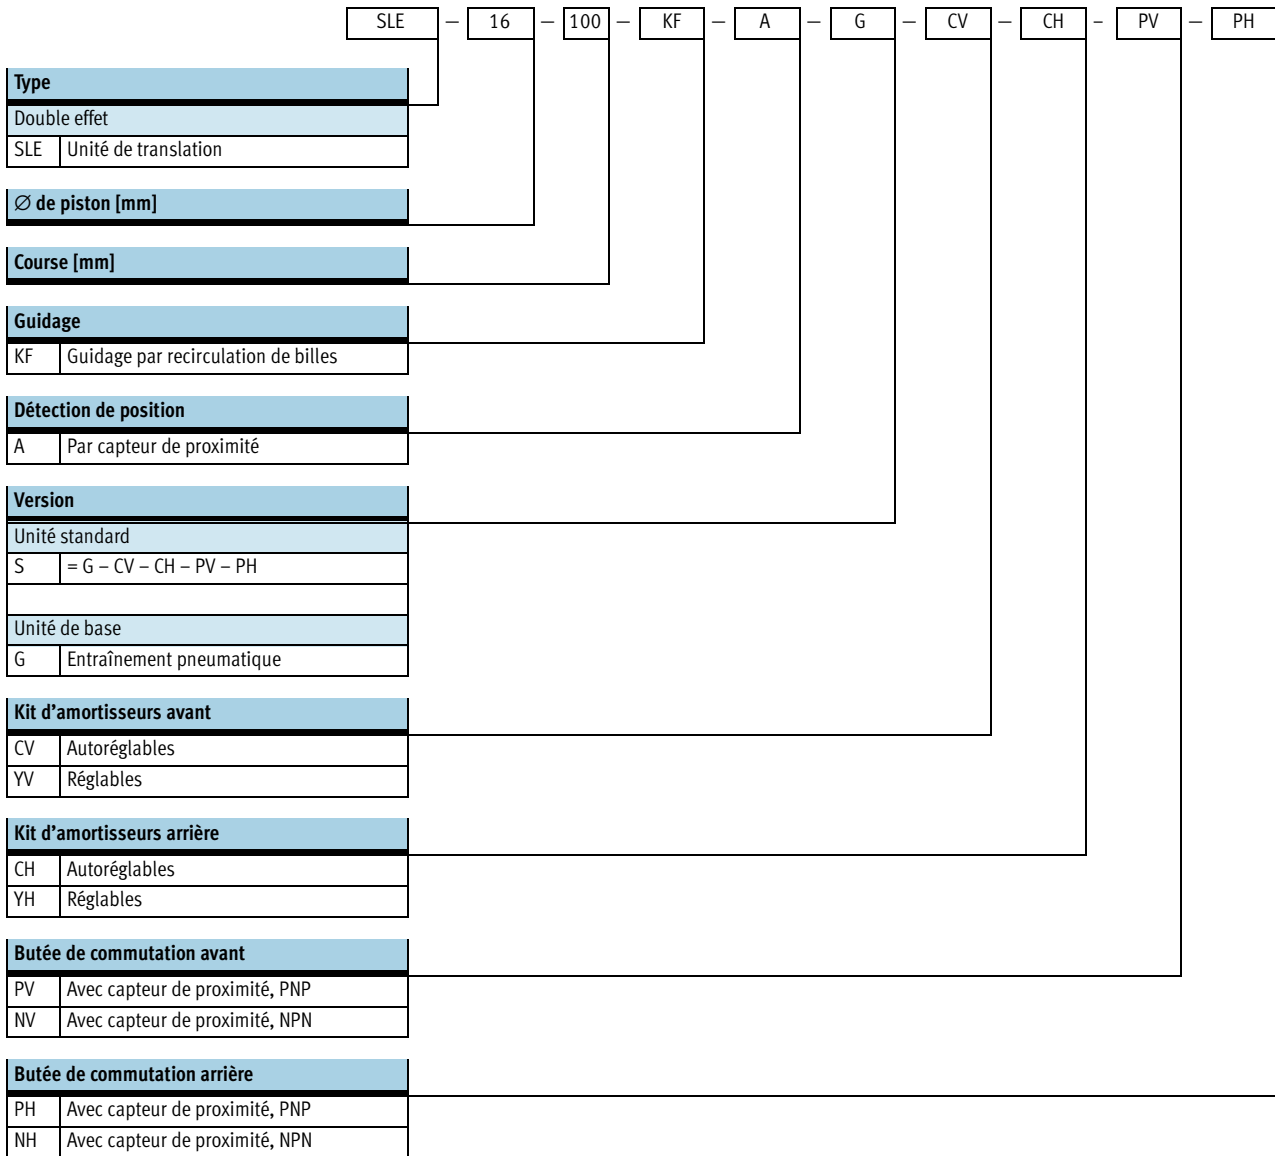 SLE — 16 — 100 — KF — A — G — CV — CH – PV — PH
Type
Double effet
SLE Unité de translation
∅ de piston [mm]
Course [mm]
Guidage
KF Guidage par recirculation de billes
Détection de position
A Par capteur de proximité
Version
Unité standard
S = G – CV – CH – PV – PH
Unité de base
G Entraînement pneumatique
Kit d’amortisseurs avant
CV Autoréglables
YV Réglables
Kit d’amortisseurs arrière
CH Autoréglables
YH Réglables
Butée de commutation avant
PV Avec capteur de proximité, PNP
NV Avec capteur de proximité, NPN
Butée de commutation arrière
PH Avec capteur de proximité, PNP
NH Avec capteur de proximité, NPN